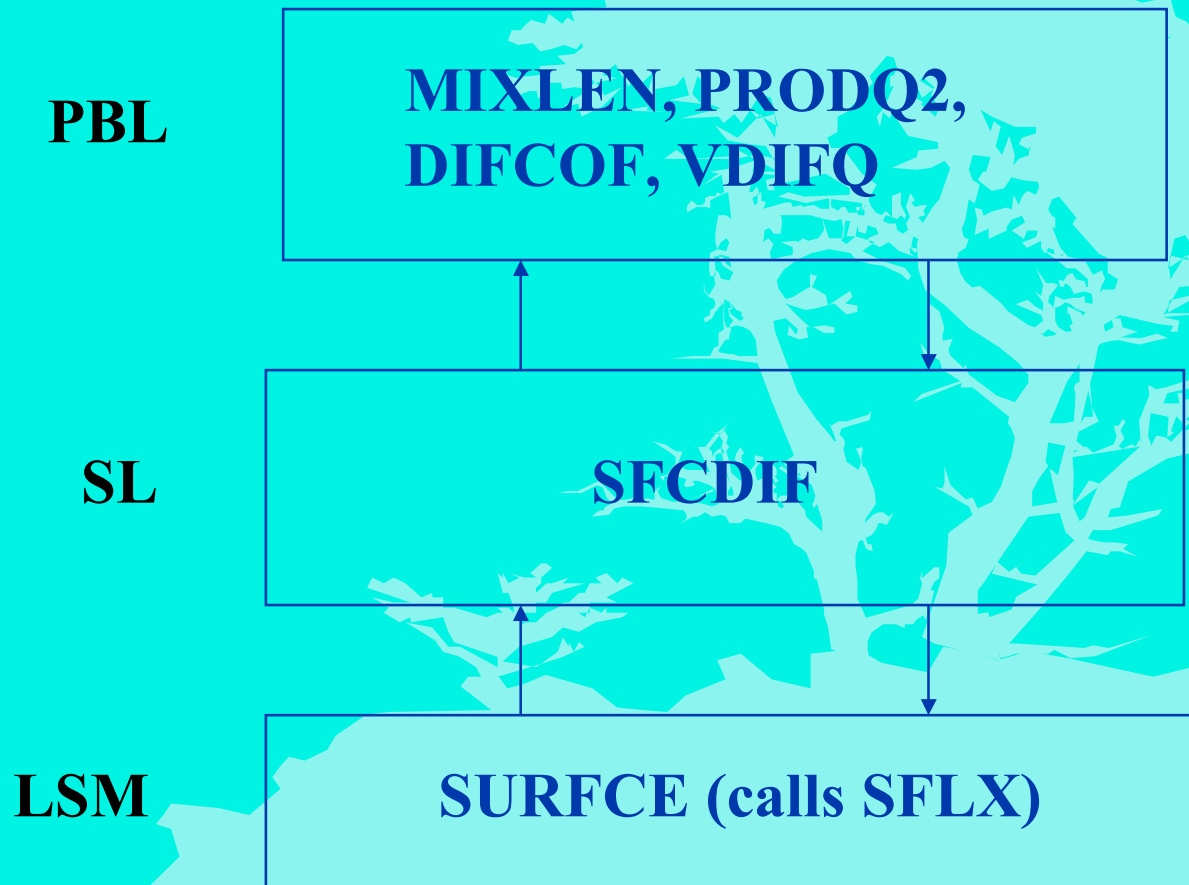 PBL
MIXLEN, PRODQ2,
DIFCOF, VDIFQ
SL
SFCDIF
LSM
SURFCE (calls SFLX)